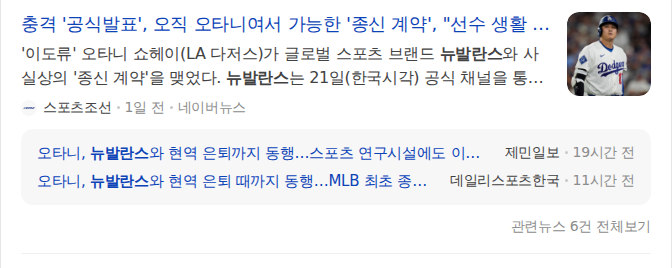 충격 '공식발표', 오직 오타니여서 가능한 '종신 계약', "선수 생활 ...
'이도류' 오타니 쇼헤이(LA 다저스)가 글로벌 스포츠 브랜드 뉴발란스와 사
실상의 '종신 계약'을 맺었다. 뉴발란스는 21일(한국시각) 공식 채널을 통...
스포츠조선 · 1일 전 · 네이버뉴스
오타니, 뉴발란스와 현역 은퇴까지 동행...스포츠 연구시설에도 이... 제민일보 · 19시간 전
오타니, 뉴발란스와 현역 은퇴 때까지 동행...MLB 최초 종... 데일리스포츠한국 · 11시간 전
관련뉴스 6건 전체보기